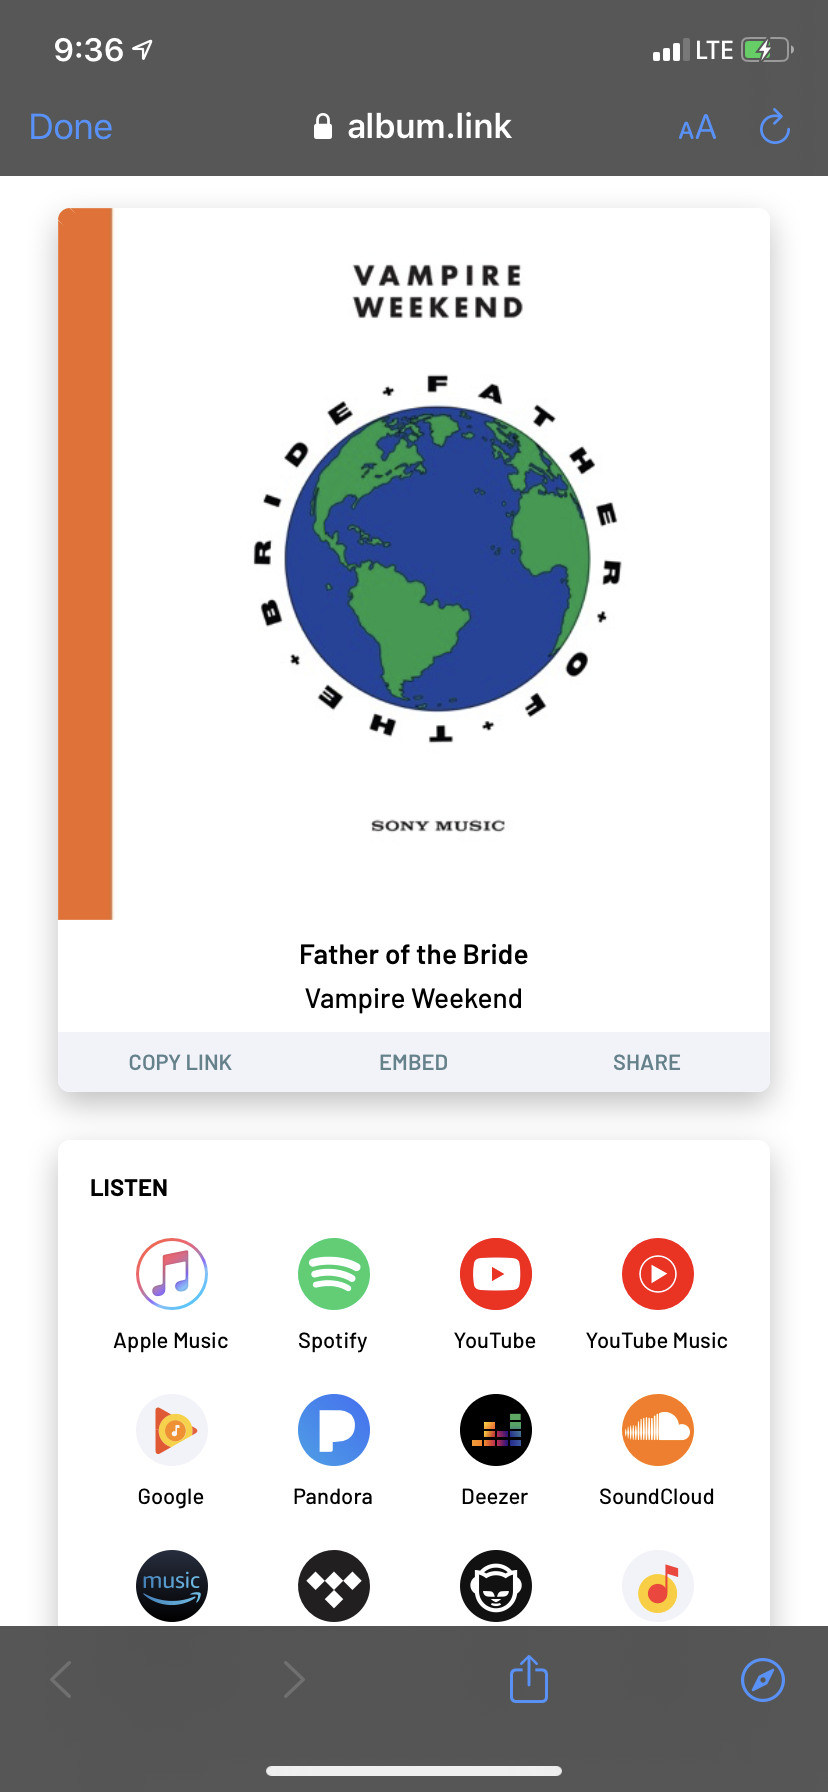 9:36
LTE
Done
album.link
AA
VAMPIRE
WEEKEND
FATHER + OF + THE + BRIDE +
SONY MUSIC
Father of the Bride
Vampire Weekend
COPY LINK
EMBED
SHARE
LISTEN
Apple Music
Spotify
YouTube
YouTube Music
Google
Pandora
Deezer
SoundCloud
music